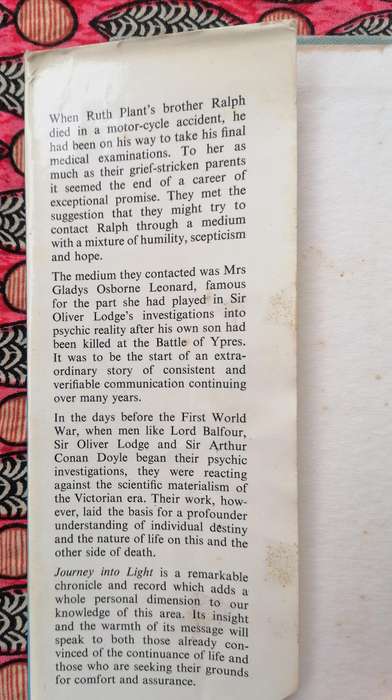 When Ruth Plant's brother Ralph
died in a motor-cycle accident, he
had been on his way to take his final
medical examinations. To her as
much as their grief-stricken parents
it seemed the end of a career of
exceptional promise. They met the
suggestion that they might try to
contact Ralph through a medium
with a mixture of humility, scepticism
and hope.
The medium they contacted was Mrs
Gladys Osborne Leonard, famous
for the part she had played in Sir
Oliver Lodge's investigations into
psychic reality after his own son had
been killed at the Battle of Ypres.
It was to be the start of an extra-
ordinary story of consistent and
verifiable communication continuing
over many years.
In the days before the First World
War, when men like Lord Balfour,
Sir Oliver Lodge and Sir Arthur
Conan Doyle began their psychic
investigations, they were reacting
against the scientific materialism of
the Victorian era. Their work, how-
ever, laid the basis for a profounder
understanding of individual destiny
and the nature of life on this and the
other side of death.
Journey into Light is a remarkable
chronicle and record which adds a
whole personal dimension to our
knowledge of this area. Its insight
and the warmth of its message will
speak to both those already con-
vinced of the continuance of life and
those who are seeking their grounds
for comfort and assurance.